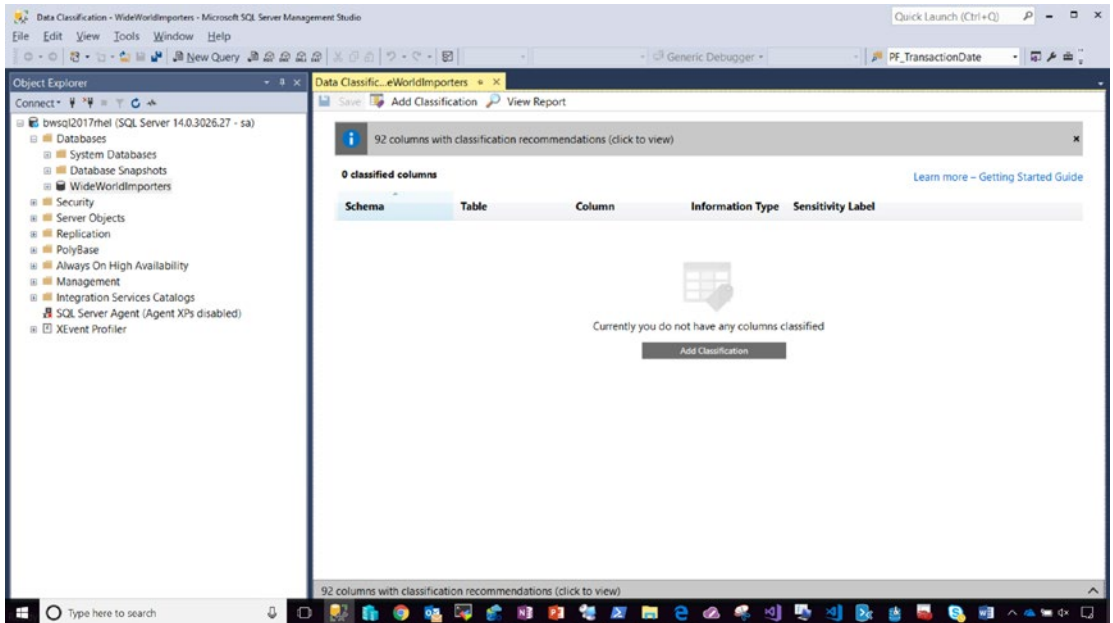 Data Classification - WideWorldImporters - Microsoft SQL Server Management Studio
Quick Launch (Ctrl+Q)
File Edit View Tools Window Help
New Query
Generic Debugger
PF_TransactionDate
Object Explorer
Connect
bwsql2017rhel (SQL Server 14.0.3026.27 - sa)
Databases
System Databases
Database Snapshots
WideWorldImporters
Security
Server Objects
Replication
PolyBase
Always On High Availability
Management
Integration Services Catalogs
SQL Server Agent (Agent XPs disabled)
XEvent Profiler
Data Classific...eWorldImporters
Save Add Classification View Report
92 columns with classification recommendations (click to view)
0 classified columns
Learn more – Getting Started Guide
Schema Table Column Information Type Sensitivity Label
Currently you do not have any columns classified
Add Classification
92 columns with classification recommendations (click to view)
Type here to search